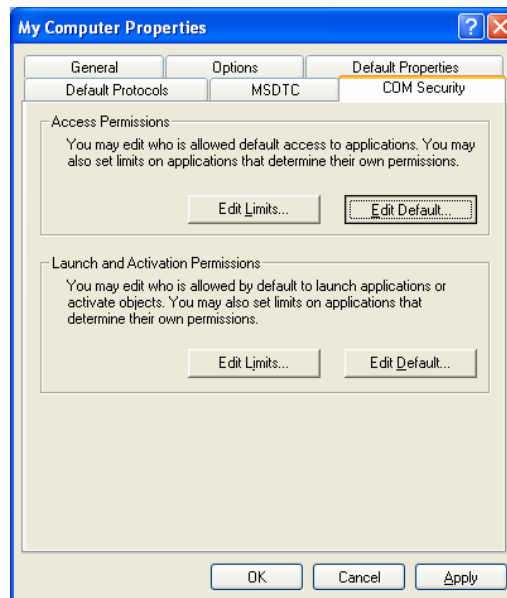 My Computer Properties
General Options Default Properties
Default Protocols MSDTC COM Security
Access Permissions
You may edit who is allowed default access to applications. You may
also set limits on applications that determine their own permissions.
Edit Limits... Edit Default...
Launch and Activation Permissions
You may edit who is allowed by default to launch applications or
activate objects. You may also set limits on applications that
determine their own permissions.
Edit Limits... Edit Default...
OK Cancel Apply